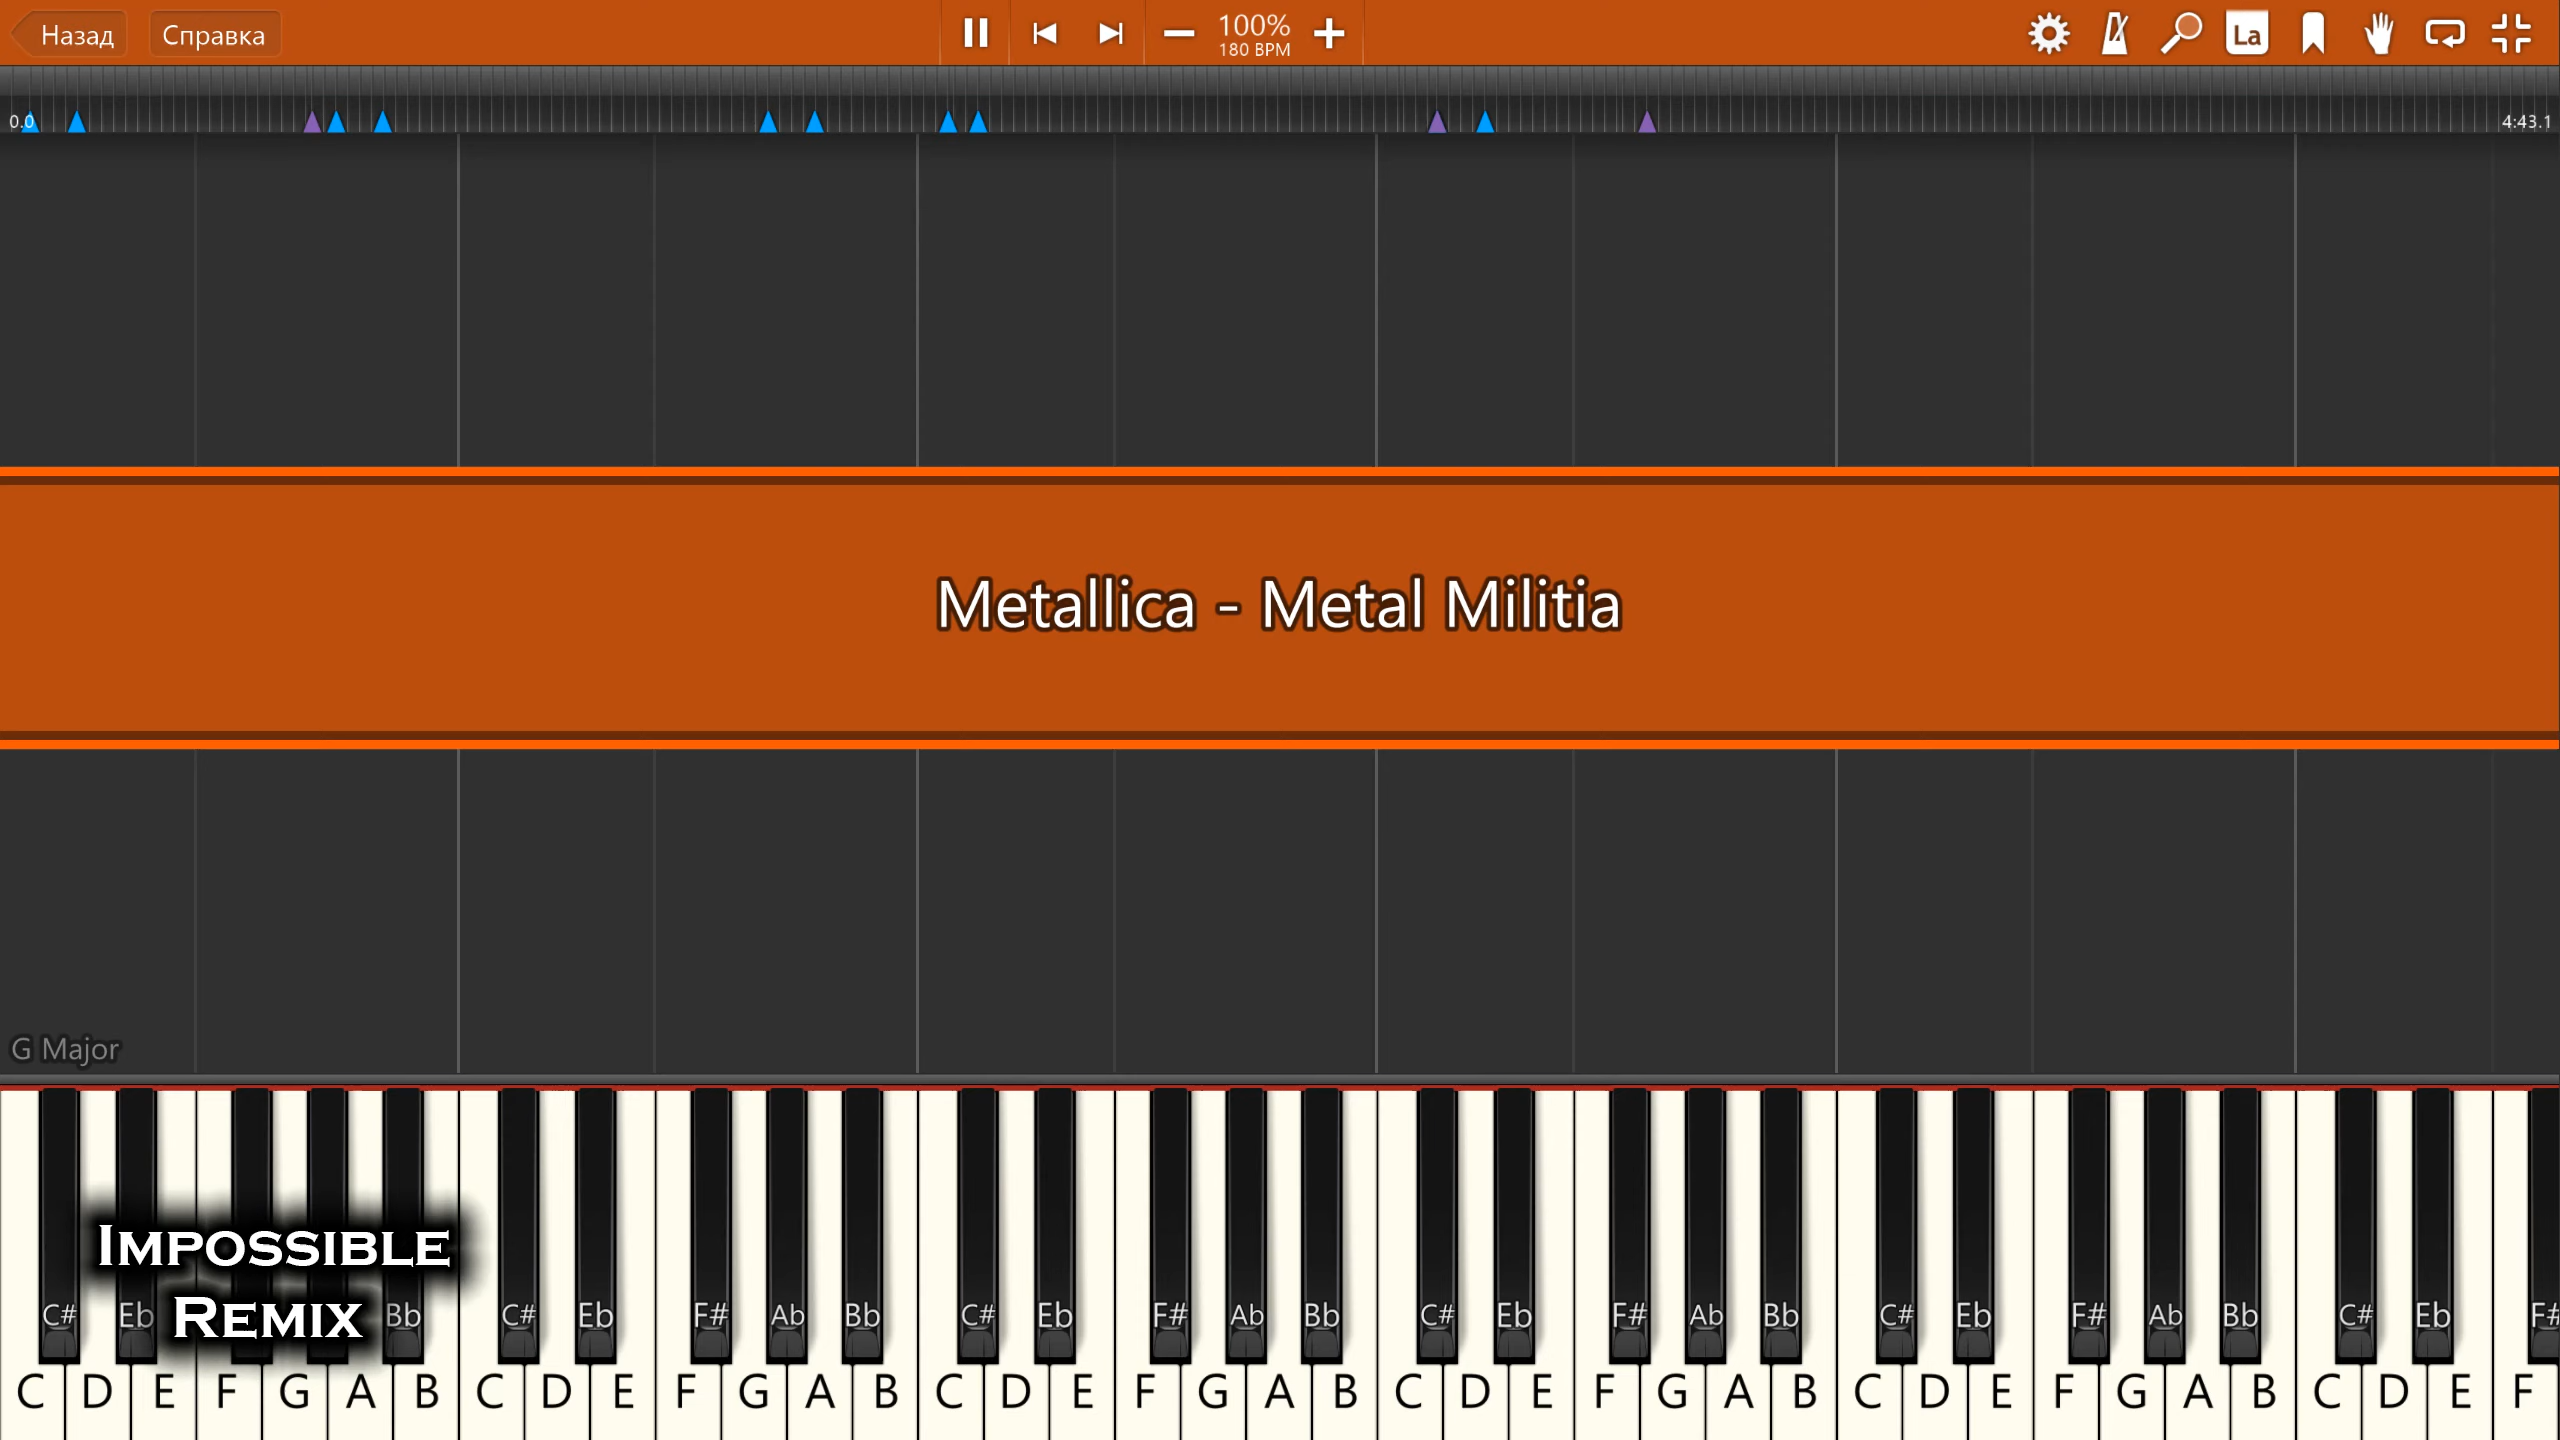 Назад Справка 100% La
180 BPM
0.0 4:43.1
Metallica - Metal Militia
G Major
Impossible
Remix
C# Eb Bb C# Eb F# Ab Bb C# Eb F# Ab Bb C# Eb F# Ab Bb C# Eb F# Ab Bb C# Eb F#
C D E F G A B C D E F G A B C D E F G A B C D E F G A B C D E F G A B C D E F